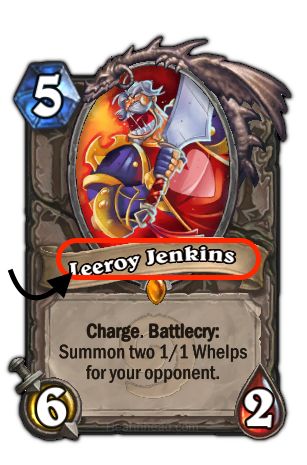 5
Leeroy Jenkins
Charge. Battlecry:
Summon two 1/1 Whelps
for your opponent.
6
2